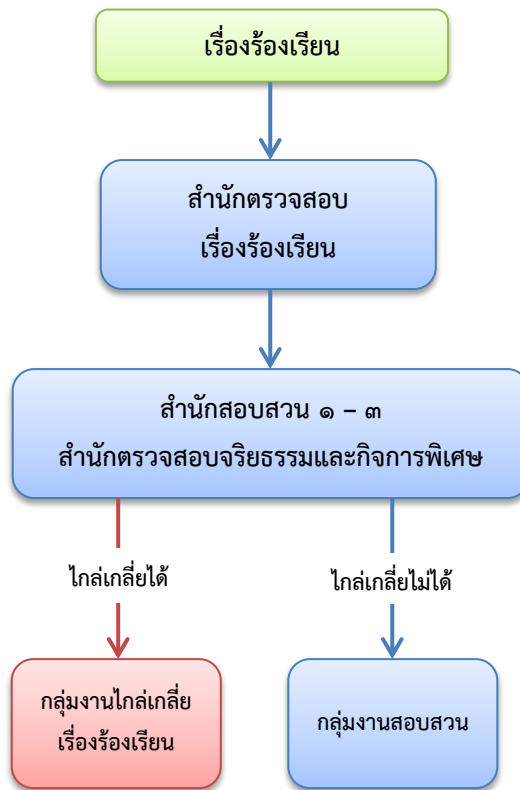 เรื่องร้องเรียน
สำนักตรวจสอบ
เรื่องร้องเรียน
สำนักสอบสวน ๑ – ๓
สำนักตรวจสอบจริยธรรมและกิจการพิเศษ
ไกล่เกลี่ยได้
ไกล่เกลี่ยไม่ได้
กลุ่มงานไกล่เกลี่ย
เรื่องร้องเรียน
กลุ่มงานสอบสวน